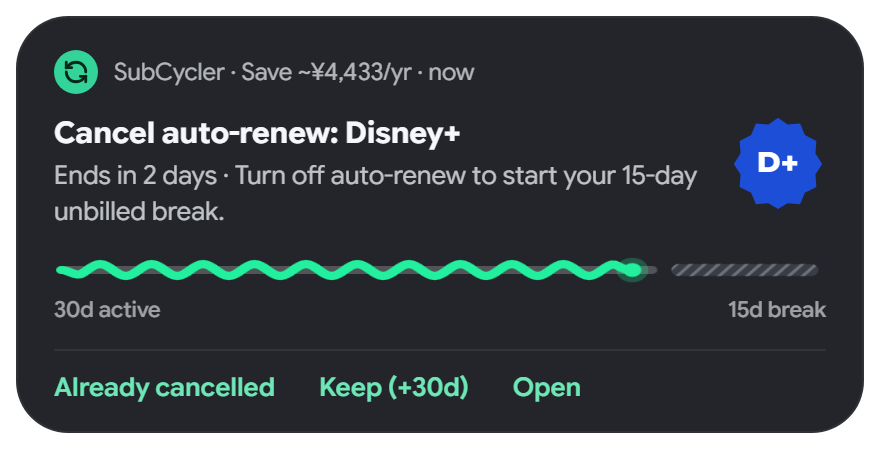 SubCycler · Save ~¥4,433/yr · now
Cancel auto-renew: Disney+
Ends in 2 days · Turn off auto-renew to start your 15-day
unbilled break.
D+
30d active
15d break
Already cancelled
Keep (+30d)
Open